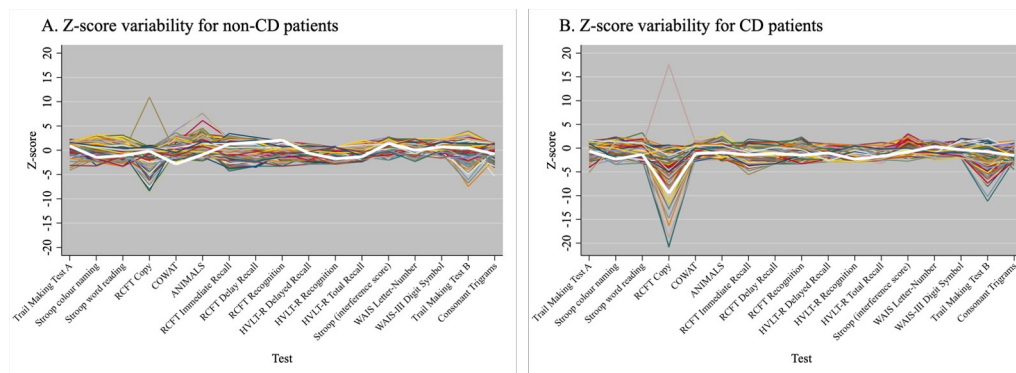 A. Z-score variability for non-CD patients
20
15
10
5
0
-5
-10
-15
-20
Z-score
Trail Making Test A
Stroop colour naming
Stroop word reading
RCFT Copy
COWAT
ANIMALS
RCFT Immediate Recall
RCFT Delay Recall
RCFT Recognition
HVLT-R Delayed Recall
HVLT-R Recognition
HVLT-R Total Recall
Stroop (interference score)
WAIS Letter-Number
WAIS-III Digit Symbol
Trail Making Test B
Consonant Trigrams
Test
B. Z-score variability for CD patients
20
15
10
5
0
-5
-10
-15
-20
Z-score
Trail Making Test A
Stroop colour naming
Stroop word reading
RCFT Copy
COWAT
ANIMALS
RCFT Immediate Recall
RCFT Delay Recall
RCFT Recognition
HVLT-R Delayed Recall
HVLT-R Recognition
HVLT-R Total Recall
Stroop (interference score)
WAIS Letter-Number
WAIS-III Digit Symbol
Trail Making Test B
Consonant Trigrams
Test